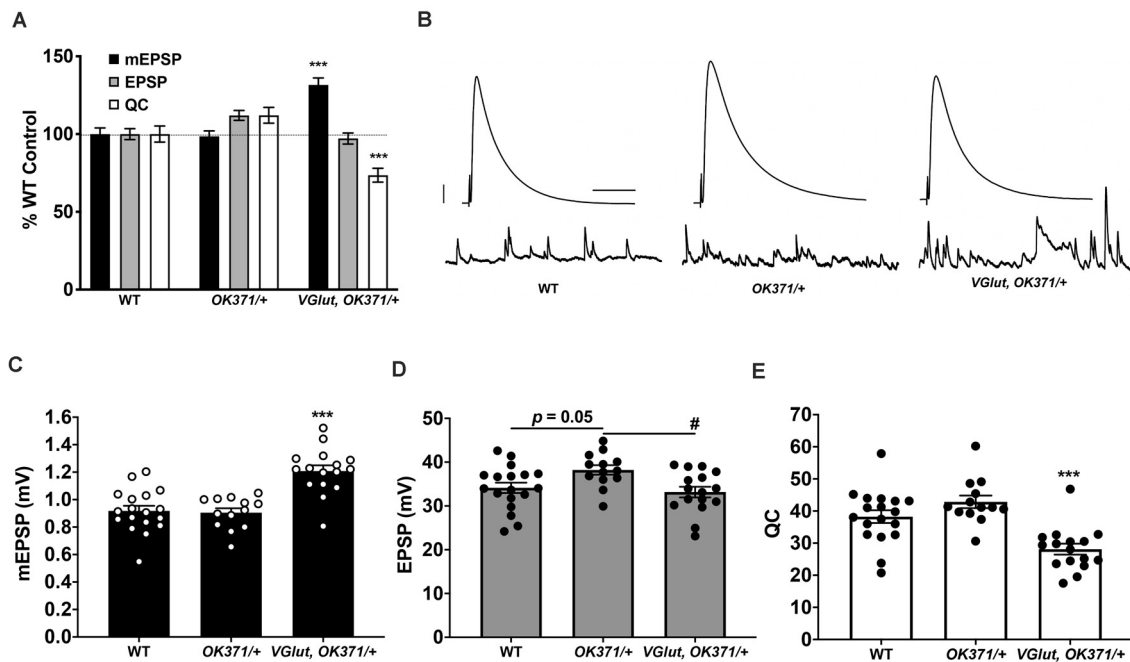 A
150
100
50
0
% WT Control
mEPSP
EPSP
QC
***
***
WT
OK371/+
VGlut, OK371/+
B
WT
OK371/+
VGlut, OK371/+
C
1.6
1.4
1.2
1.0
0.8
0.6
0.4
0.2
0.0
mEPSP (mV)
***
WT
OK371/+
VGlut, OK371/+
D
50
40
30
20
10
0
EPSP (mV)
p = 0.05
#
WT
OK371/+
VGlut, OK371/+
E
70
60
50
40
30
20
10
0
QC
***
WT
OK371/+
VGlut, OK371/+